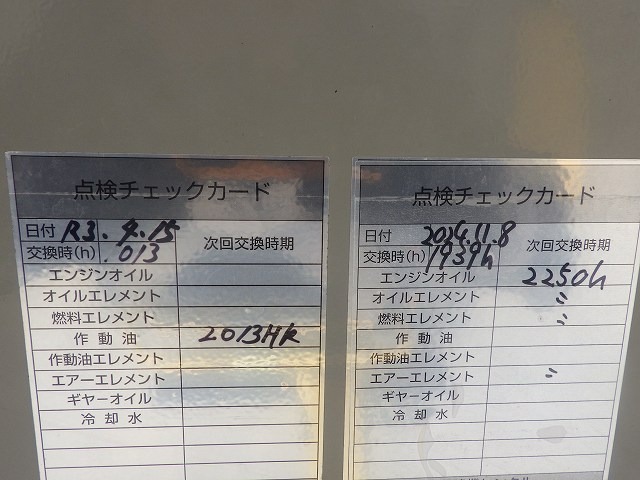 点検チェックカード
日付 R3.4.15
交換時(h) .013 次回交換時期
エンジンオイル
オイルエレメント
燃料エレメント
作動油 2013HR
作動油エレメント
エアーエレメント
ギヤーオイル
冷却水
点検チェックカード
日付 2024.11.8
交換時(h) 1939h 次回交換時期
エンジンオイル 2250h
オイルエレメント 〃
燃料エレメント 〃
作動油
作動油エレメント
エアーエレメント 〃
ギヤーオイル
冷却水